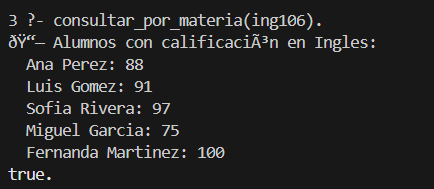 3 ?- consultar_por_materia(ing106).
ðŸ“– Alumnos con calificaciÃ³n en Ingles:
Ana Perez: 88
Luis Gomez: 91
Sofia Rivera: 97
Miguel Garcia: 75
Fernanda Martinez: 100
true.